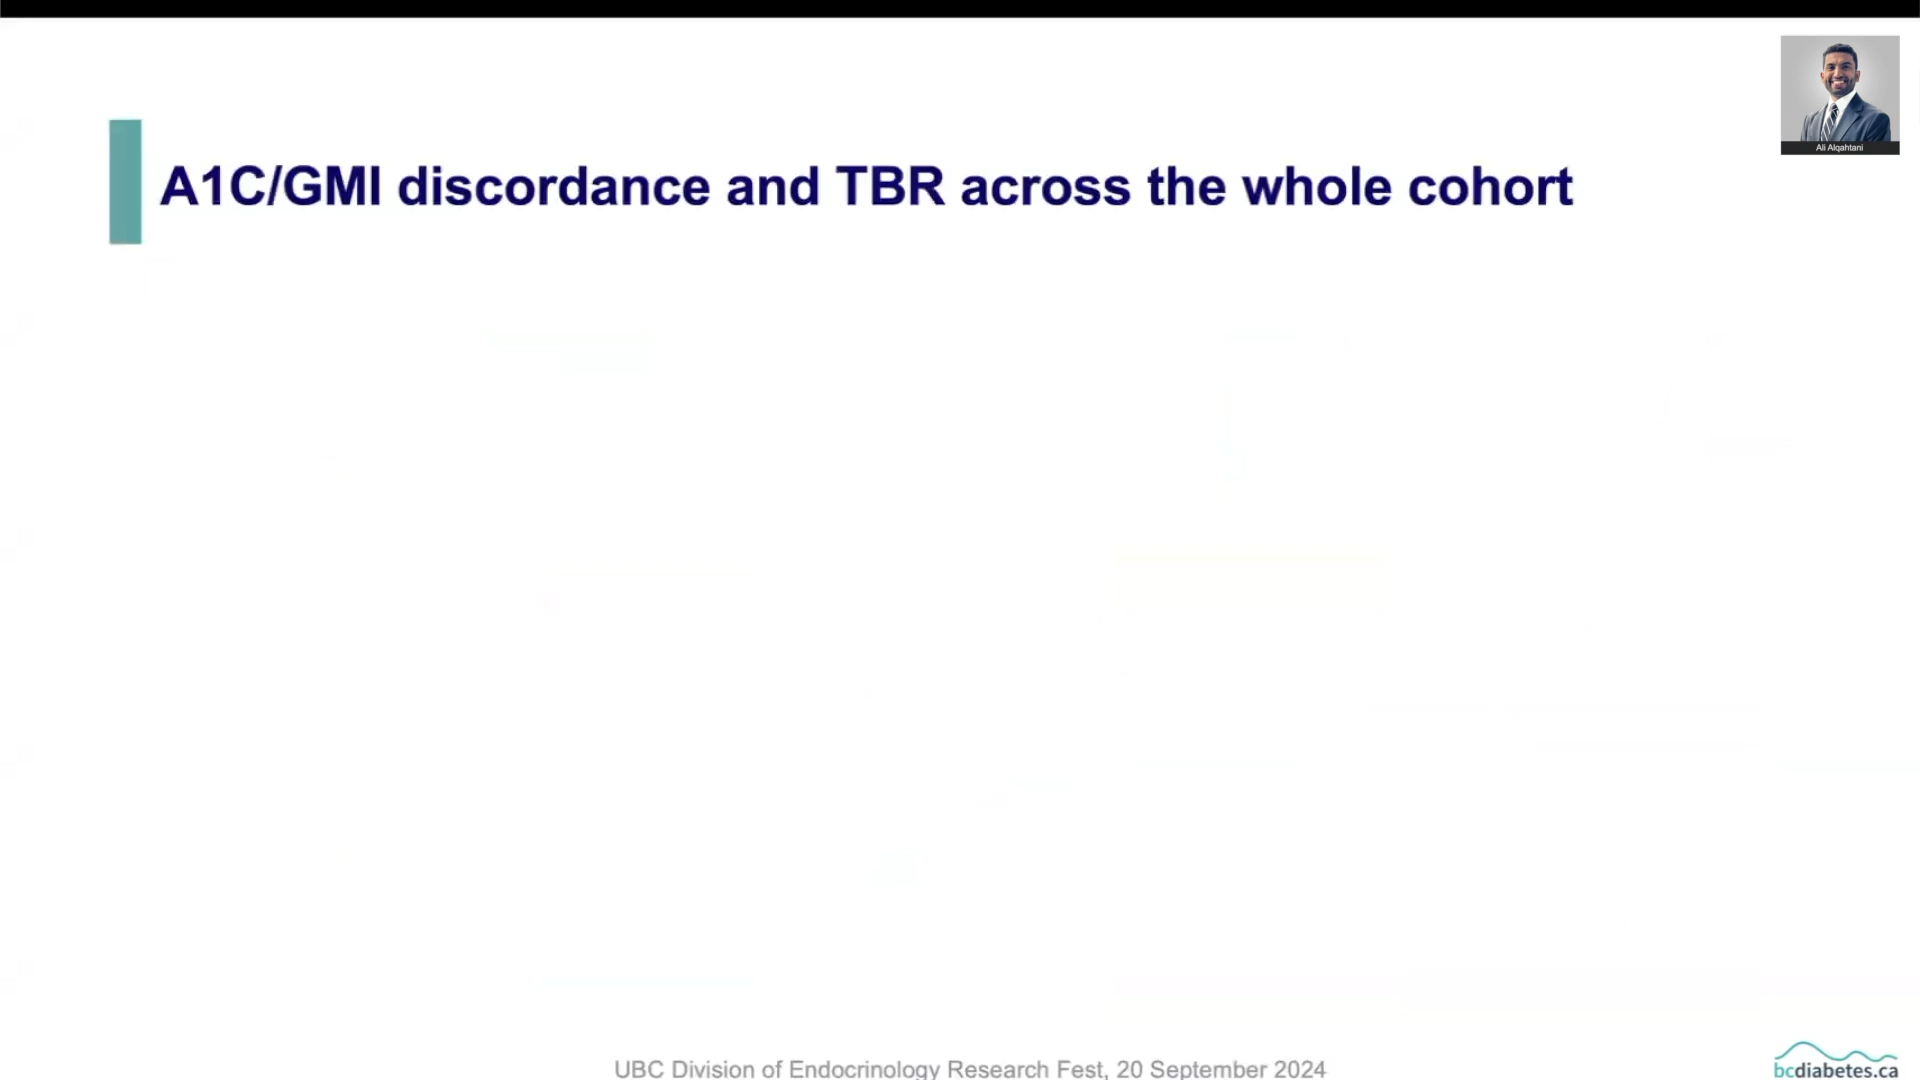 Ali Alqahtani
A1C/GMI discordance and TBR across the whole cohort
UBC Division of Endocrinology Research Fest, 20 September 2024
bcdiabetes.ca